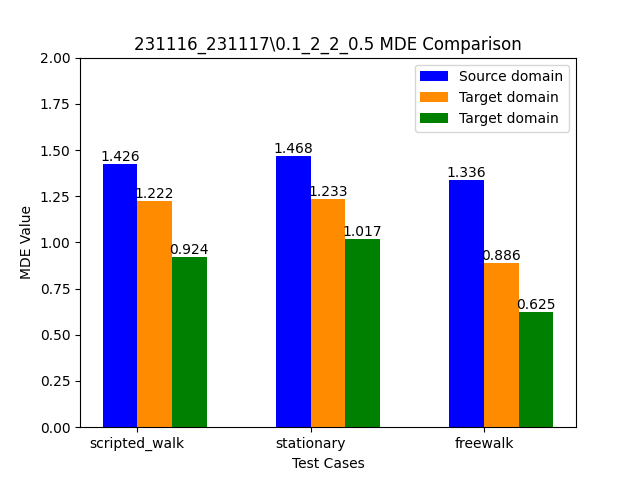 231116_231117\0.1_2_2_0.5 MDE Comparison
2.00
1.75
1.50
1.25
1.00
0.75
0.50
0.25
0.00
MDE Value
Source domain
Target domain
Target domain
1.426
1.222
0.924
1.468
1.233
1.017
1.336
0.886
0.625
scripted_walk
stationary
freewalk
Test Cases